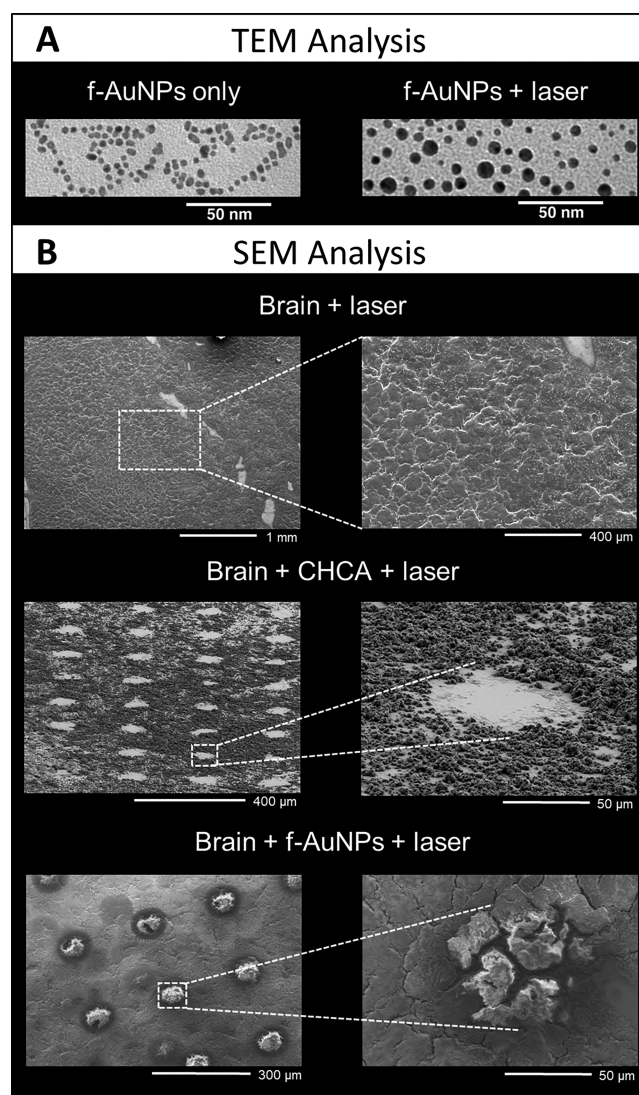 A TEM Analysis
f-AuNPs only f-AuNPs + laser
50 nm 50 nm
B SEM Analysis
Brain + laser
1 mm 400 µm
Brain + CHCA + laser
400 µm 50 µm
Brain + f-AuNPs + laser
300 µm 50 µm